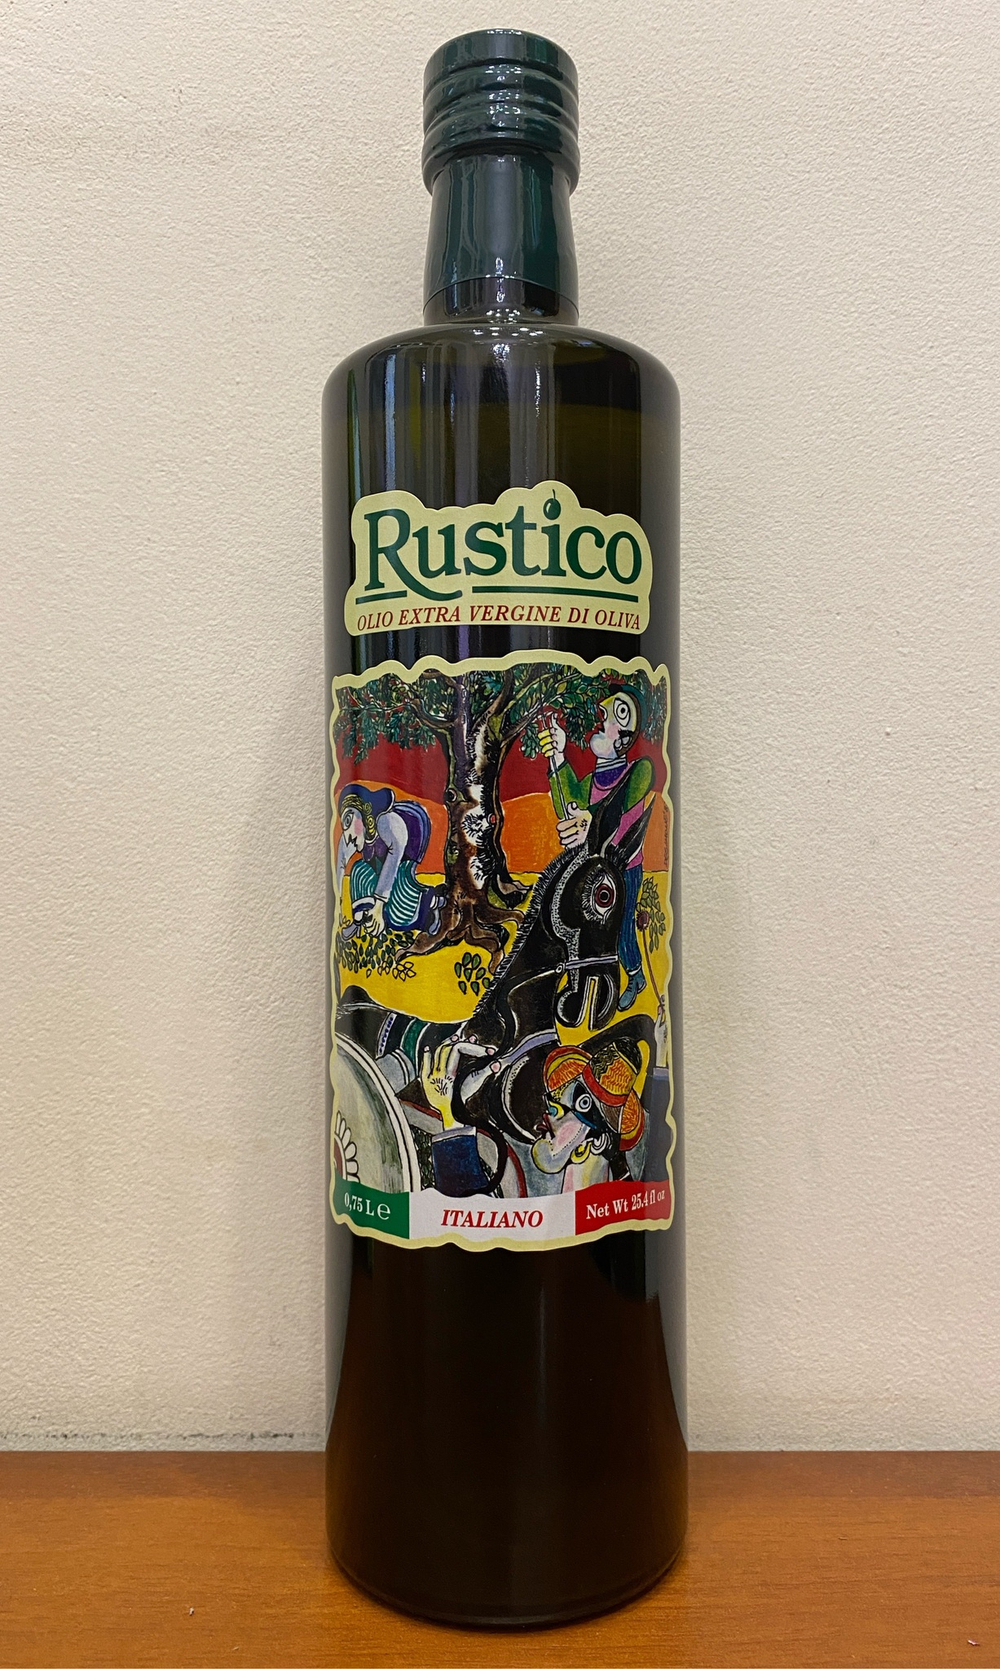 Rustico
OLIO EXTRA VERGINE DI OLIVA
0,75 L ℮
ITALIANO
Net Wt 25.4 fl oz